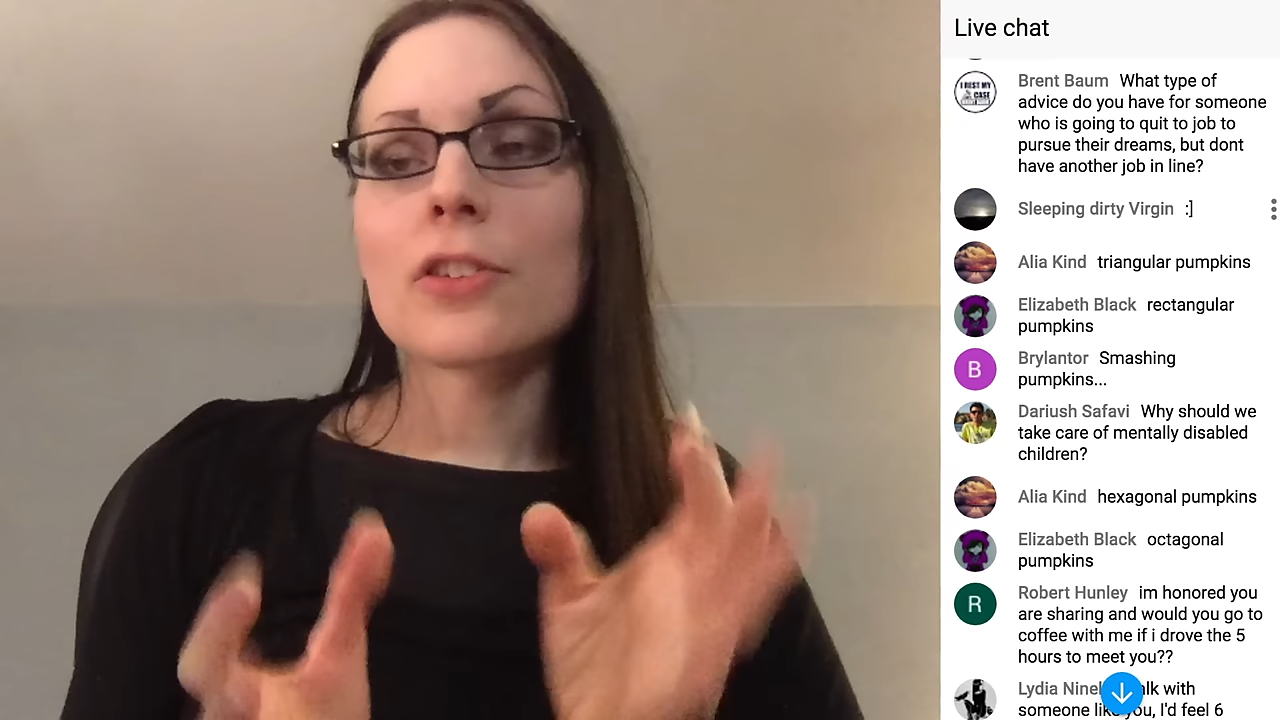 Live chat
I REST MY
CASE
Brent Baum What type of
advice do you have for someone
who is going to quit to job to
pursue their dreams, but dont
have another job in line?
Sleeping dirty Virgin :]
Alia Kind triangular pumpkins
Elizabeth Black rectangular
pumpkins
B
Brylantor Smashing
pumpkins...
Dariush Safavi Why should we
take care of mentally disabled
children?
Alia Kind hexagonal pumpkins
Elizabeth Black octagonal
pumpkins
R
Robert Hunley im honored you
are sharing and would you go to
coffee with me if i drove the 5
hours to meet you??
Lydia with
someone you, I'd feel 6